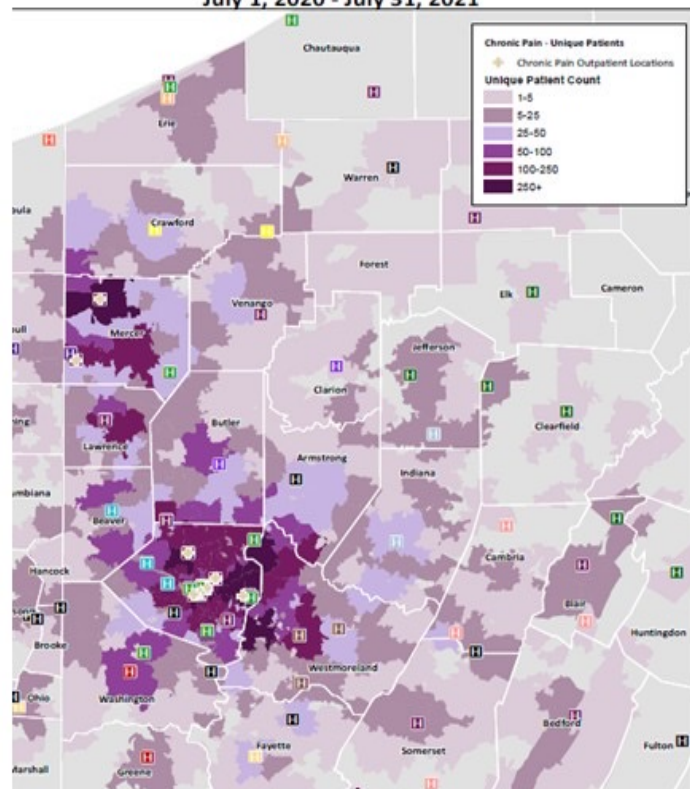 July 1, 2020 - July 31, 2021
Chronic Pain - Unique Patients
Chronic Pain Outpatient Locations
Unique Patient Count
1-5
5-25
25-50
50-100
100-250
250+
Chautauqua
Erie
Warren
Crawford
Forest
Elk
Cameron
Venango
Mercer
Jefferson
Clarion
Clearfield
Butler
Lawrence
Armstrong
Indiana
Beaver
Hancock
Cambria
Blair
Huntingdon
Brooke
Westmoreland
Washington
Ohio
Bedford
Fayette
Somerset
Fulton
Marshall
Greene